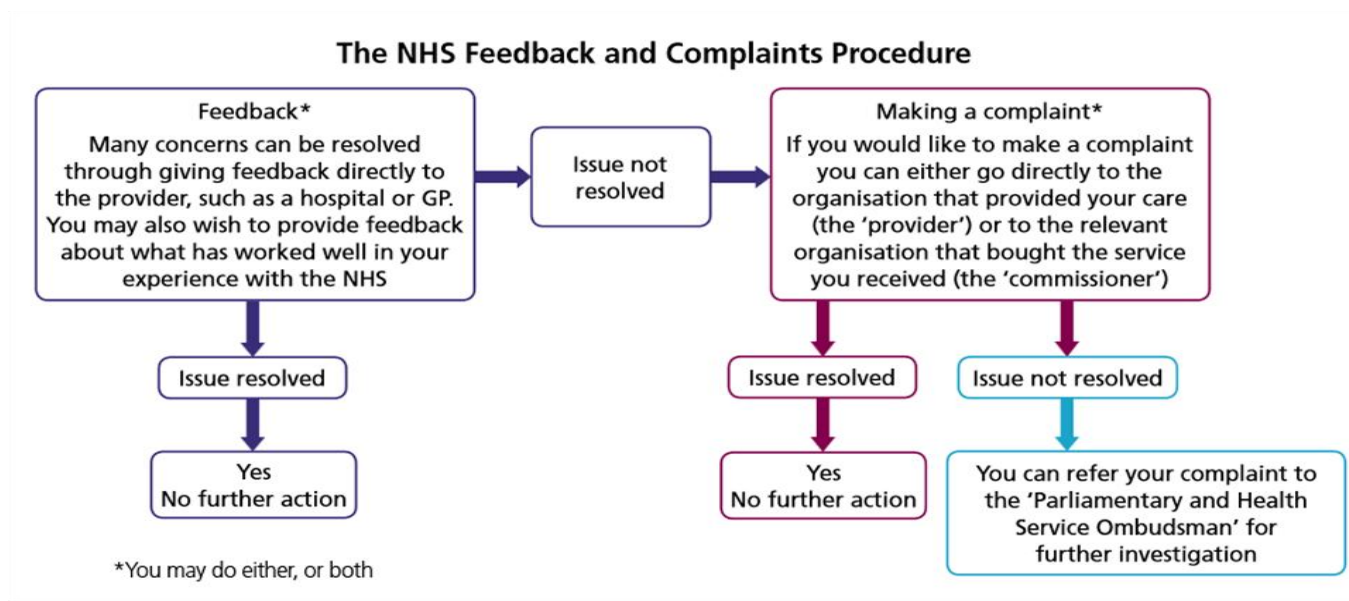 The NHS Feedback and Complaints Procedure
Feedback*
Many concerns can be resolved
through giving feedback directly to
the provider, such as a hospital or GP.
You may also wish to provide feedback
about what has worked well in your
experience with the NHS
Issue not
resolved
Making a complaint*
If you would like to make a complaint
you can either go directly to the
organisation that provided your care
(the ‘provider’) or to the relevant
organisation that bought the service
you received (the ‘commissioner’)
Issue resolved
Yes
No further action
Issue resolved
Yes
No further action
Issue not resolved
You can refer your complaint to
the ‘Parliamentary and Health
Service Ombudsman’ for
further investigation
*You may do either, or both